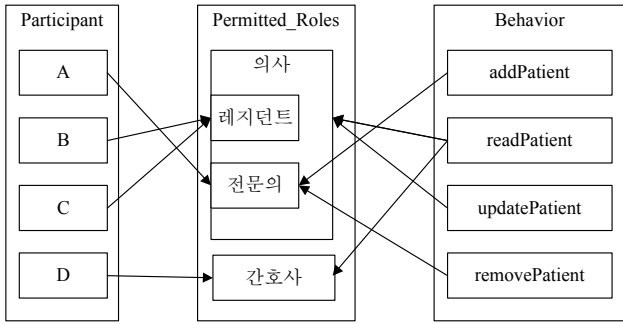 Participant
A
B
C
D
Permitted_Roles
의사
레지던트
전문의
간호사
Behavior
addPatient
readPatient
updatePatient
removePatient